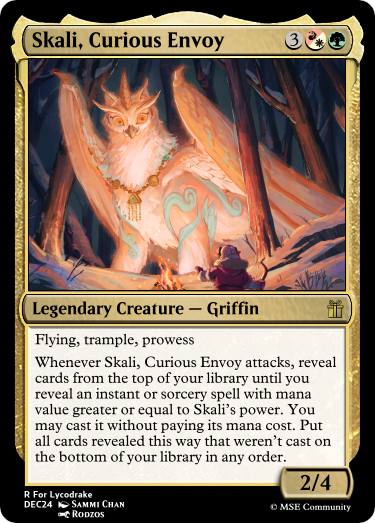 Skali, Curious Envoy 3
Legendary Creature — Griffin
Flying, trample, prowess
Whenever Skali, Curious Envoy attacks, reveal
cards from the top of your library until you
reveal an instant or sorcery spell with mana
value greater or equal to Skali's power. You
may cast it without paying its mana cost. Put
all cards revealed this way that weren't cast on
the bottom of your library in any order.
2/4
R For Lycodrake
DEC24 Sammi Chan © MSE Community
Rodzos